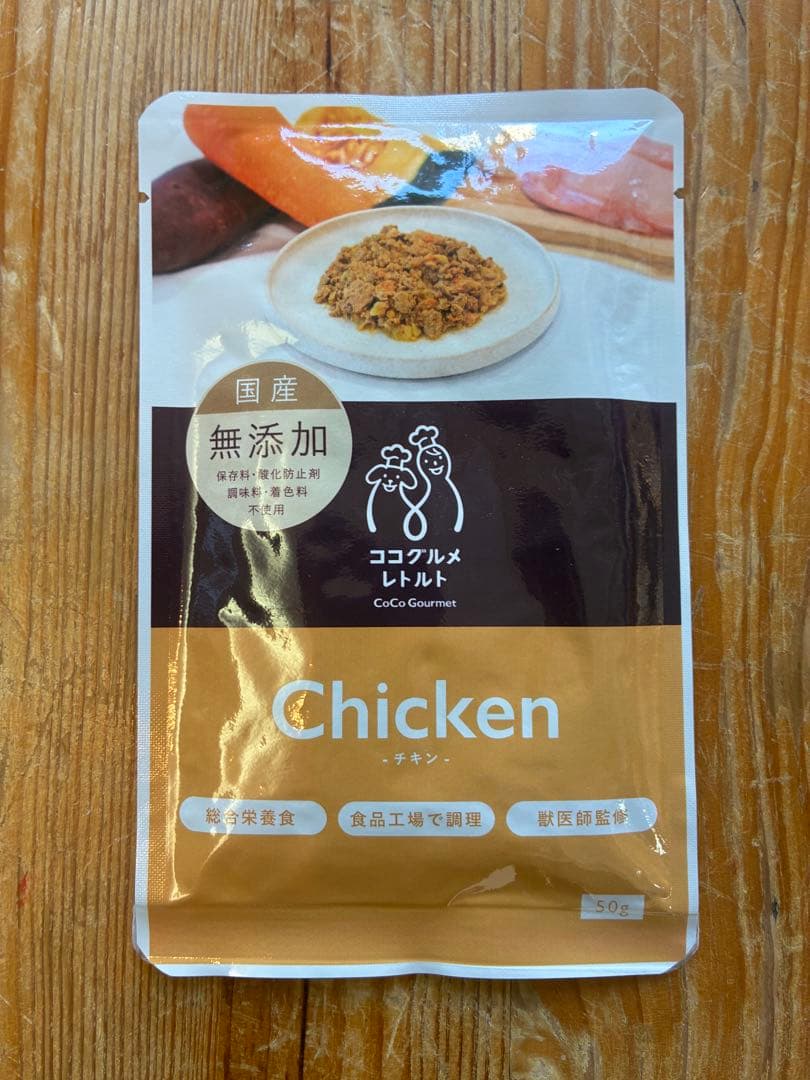 国産
無添加
保存料・酸化防止剤
調味料・着色料
不使用
ココグルメ
レトルト
CoCo Gourmet
Chicken
- チキン -
総合栄養食
食品工場で調理
獣医師監修
50g